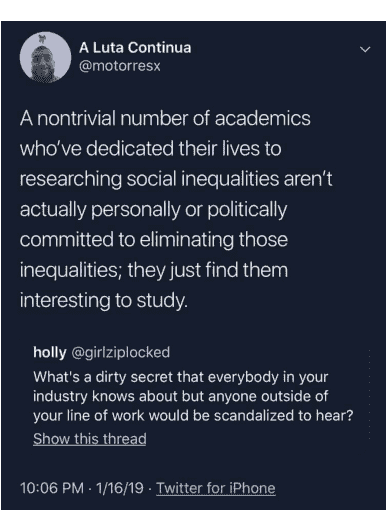 A Luta Continua
@motorresx
A nontrivial number of academics
who've dedicated their lives to
researching social inequalities aren't
actually personally or politically
committed to eliminating those
inequalities; they just find them
interesting to study.
holly @girlziplocked
What's a dirty secret that everybody in your
industry knows about but anyone outside of
your line of work would be scandalized to hear?
Show this thread
10:06 PM · 1/16/19 · Twitter for iPhone